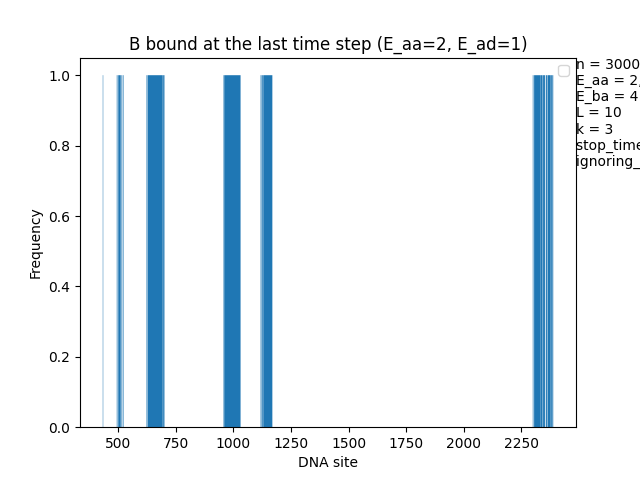 B bound at the last time step (E_aa=2, E_ad=1)
n = 3000
E_aa = 2,
E_ba = 4
L = 10
k = 3
stop_time
ignoring_
1.0
0.8
0.6
0.4
0.2
0.0
Frequency
500 750 1000 1250 1500 1750 2000 2250
DNA site